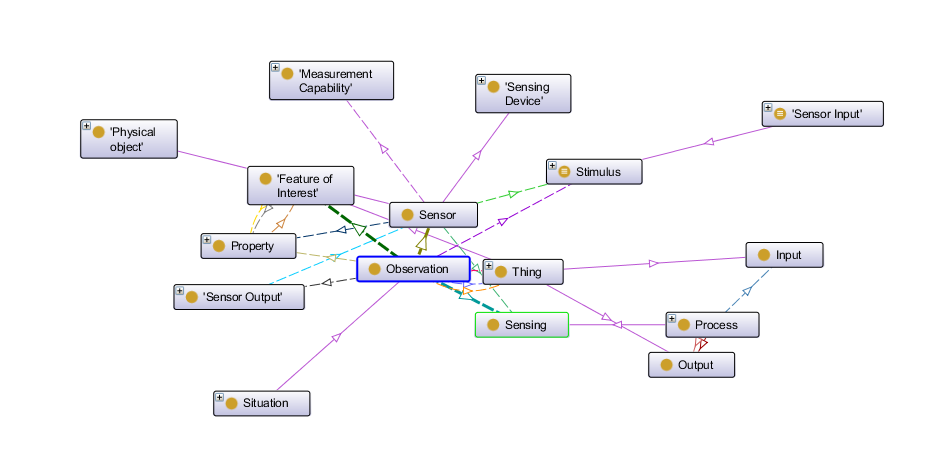 'Measurement
Capability'
'Sensing
Device'
'Sensor Input'
'Physical
object'
Stimulus
'Feature of
Interest'
Sensor
Property
Input
Observation
Thing
'Sensor Output'
Sensing
Process
Output
Situation